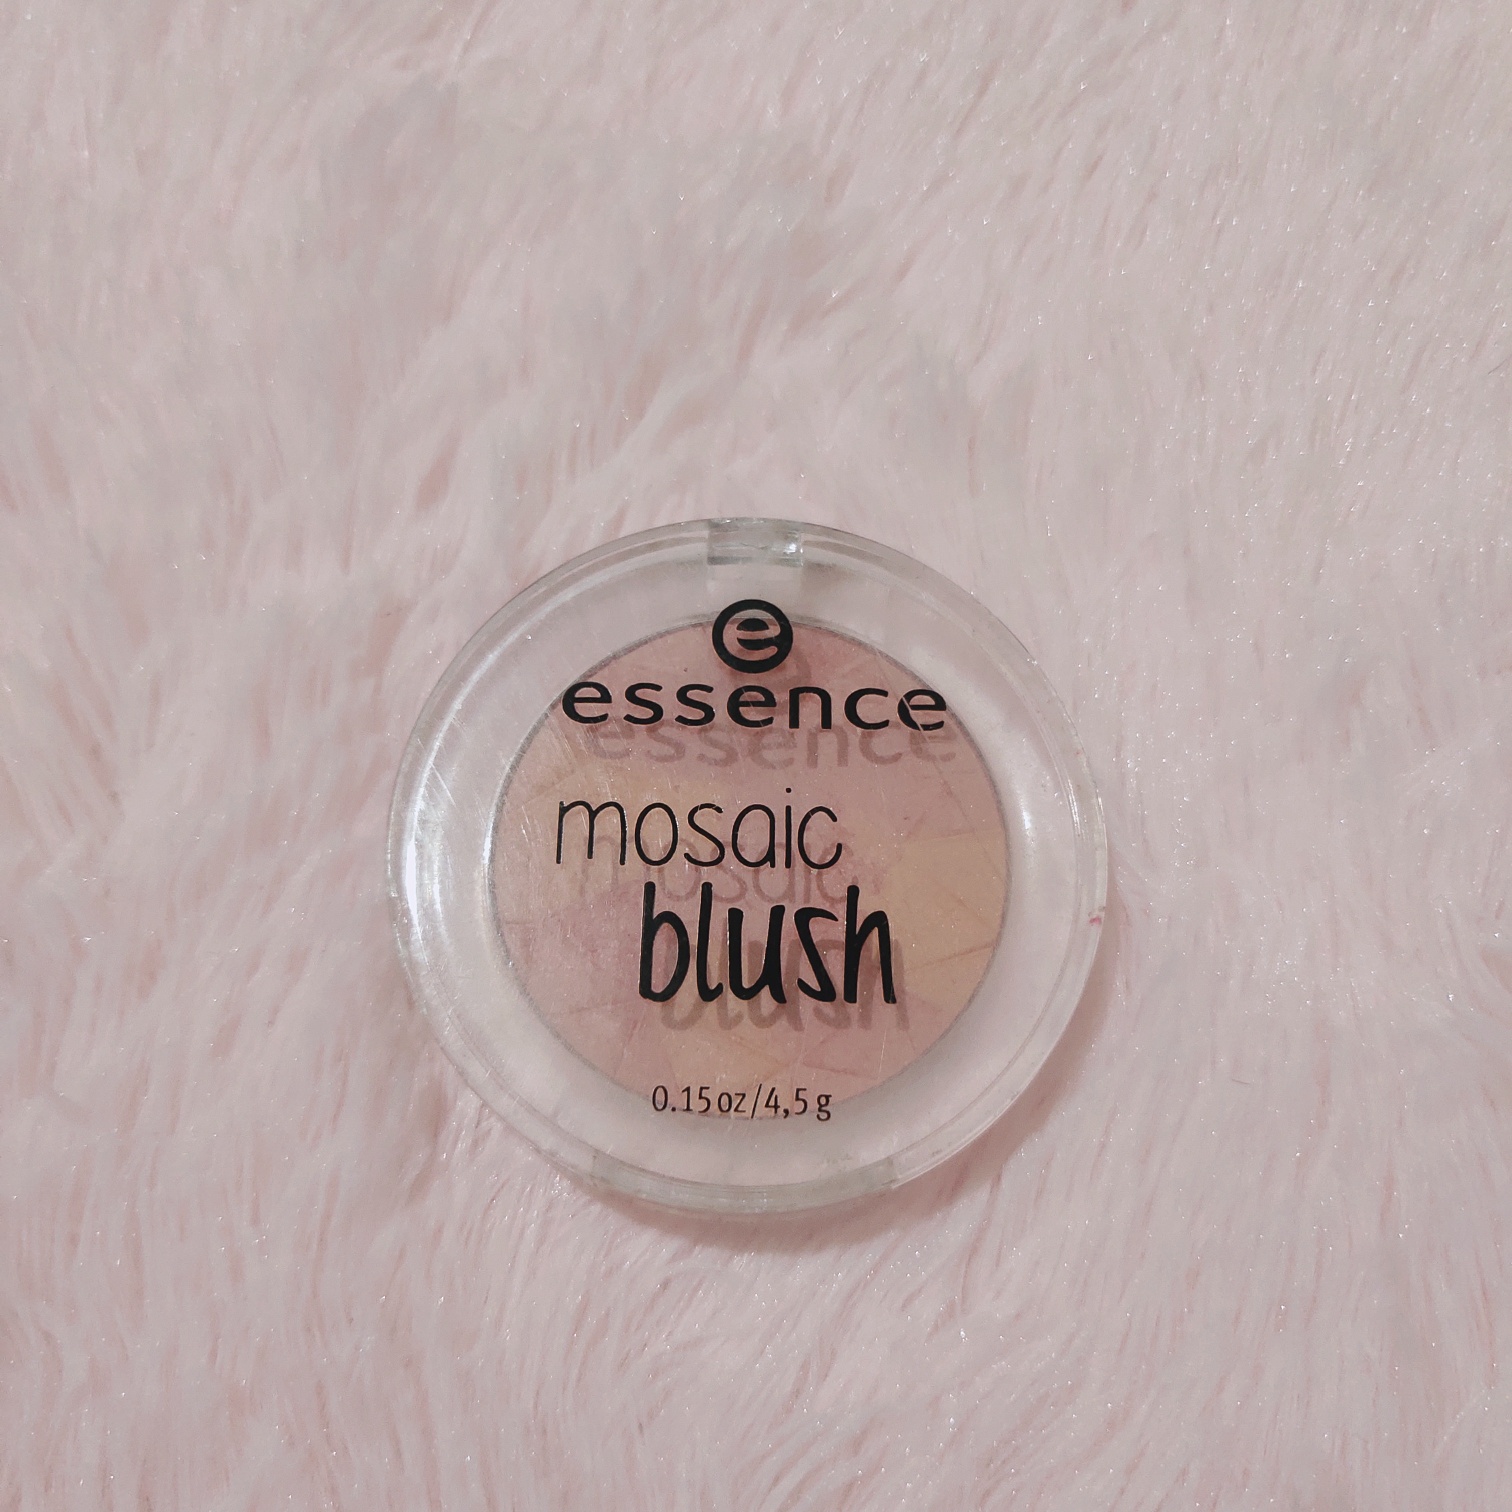 e
essence
mosaic
blush
0.15 oz/4,5 g